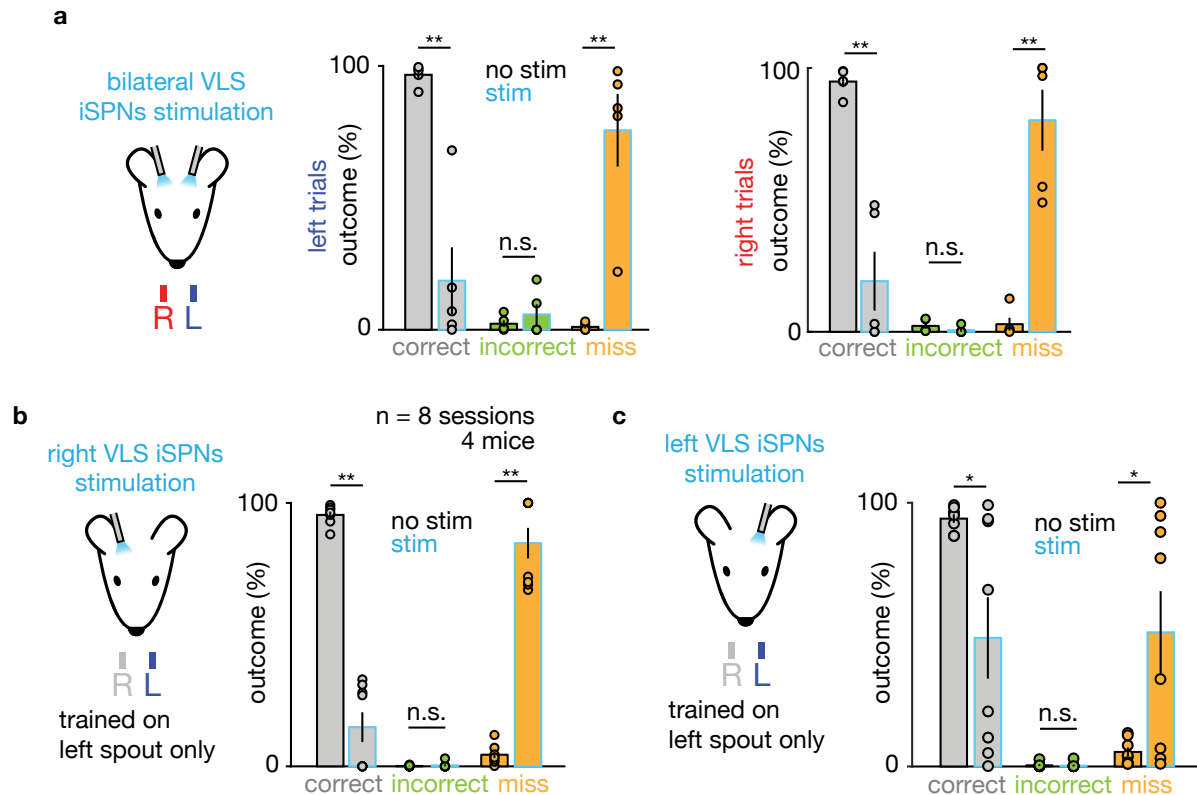 a
bilateral VLS
iSPNs stimulation
R L
left trials
outcome (%)
100
0
**
n.s.
**
no stim
stim
correct incorrect miss
right trials
outcome (%)
100
0
**
n.s.
**
correct incorrect miss
b
right VLS iSPNs
stimulation
R L
trained on
left spout only
n = 8 sessions
4 mice
outcome (%)
100
0
**
n.s.
**
no stim
stim
correct incorrect miss
c
left VLS iSPNs
stimulation
R L
trained on
left spout only
outcome (%)
100
0
*
n.s.
*
no stim
stim
correct incorrect miss